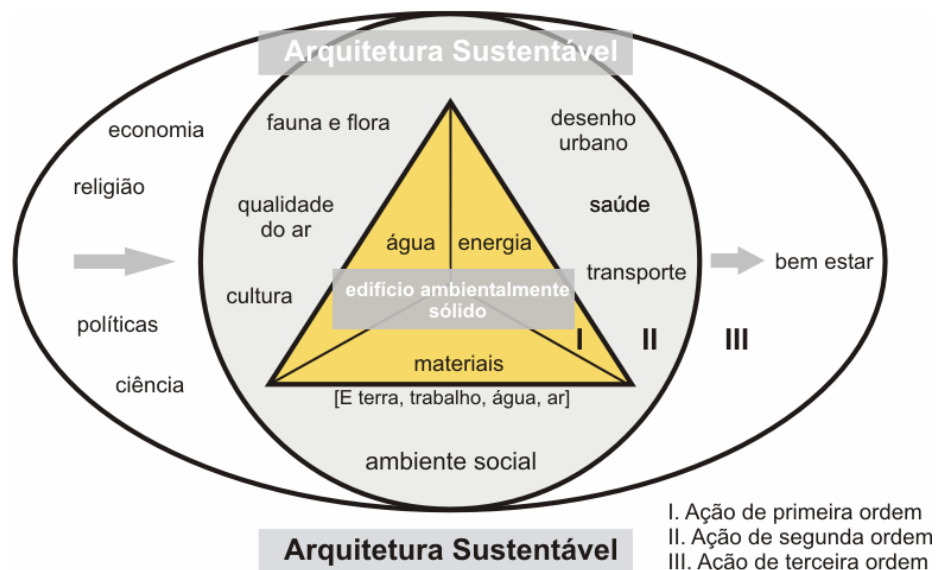 Arquitetura Sustentável
economia
religião
políticas
ciência
fauna e flora
qualidade
do ar
cultura
desenho
urbano
saúde
transporte
água
energia
edifício ambientalmente
sólido
materiais
I
II
III
[E terra, trabalho, água, ar]
ambiente social
bem estar
Arquitetura Sustentável
I. Ação de primeira ordem
II. Ação de segunda ordem
III. Ação de terceira ordem